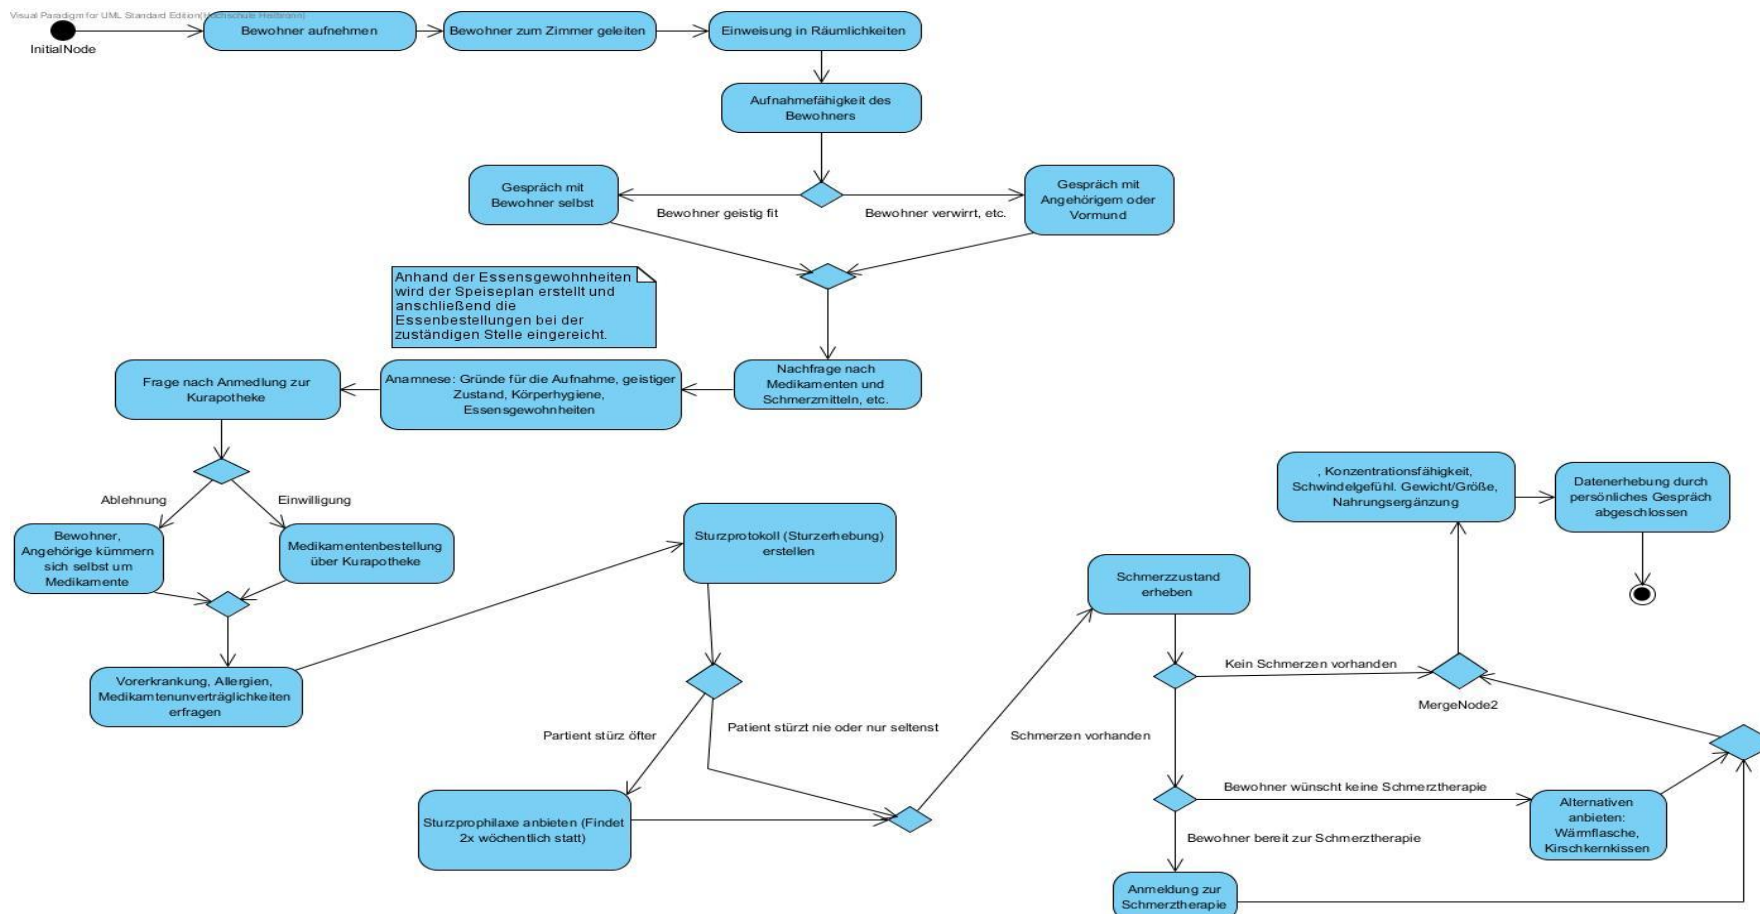 Visual Paradigm for UML Standard Edition(Hochschule Heilbronn)
InitialNode
Bewohner aufnehmen
Bewohner zum Zimmer geleiten
Einweisung in Räumlichkeiten
Aufnahmefähigkeit des
Bewohners
Gespräch mit
Bewohner selbst
Bewohner geistig fit
Bewohner verwirrt, etc.
Gespräch mit
Angehörigem oder
Vormund
Anhand der Essensgewohnheiten
wird der Speiseplan erstellt und
anschließend die
Essenbestellungen bei der
zuständigen Stelle eingereicht.
Nachfrage nach
Medikamenten und
Schmerzmitteln, etc.
Anamnese: Gründe für die Aufnahme, geistiger
Zustand, Körperhygiene,
Essensgewohnheiten
Frage nach Anmedlung zur
Kurapotheke
Ablehnung
Einwilligung
Bewohner,
Angehörige kümmern
sich selbst um
Medikamente
Medikamentenbestellung
über Kurapotheke
Vorerkrankung, Allergien,
Medikamtenunverträglichkeiten
erfragen
Sturzprotokoll (Sturzerhebung)
erstellen
Partient stürz öfter
Patient stürzt nie oder nur seltenst
Sturzprophilaxe anbieten (Findet
2x wöchentlich statt)
Schmerzzustand
erheben
Kein Schmerzen vorhanden
Schmerzen vorhanden
MergeNode2
Bewohner wünscht keine Schmerztherapie
Alternativen
anbieten:
Wärmflasche,
Kirschkernkissen
Bewohner bereit zur Schmerztherapie
Anmeldung zur
Schmerztherapie
, Konzentrationsfähigkeit,
Schwindelgefühl. Gewicht/Größe,
Nahrungsergänzung
Datenerhebung durch
persönliches Gespräch
abgeschlossen